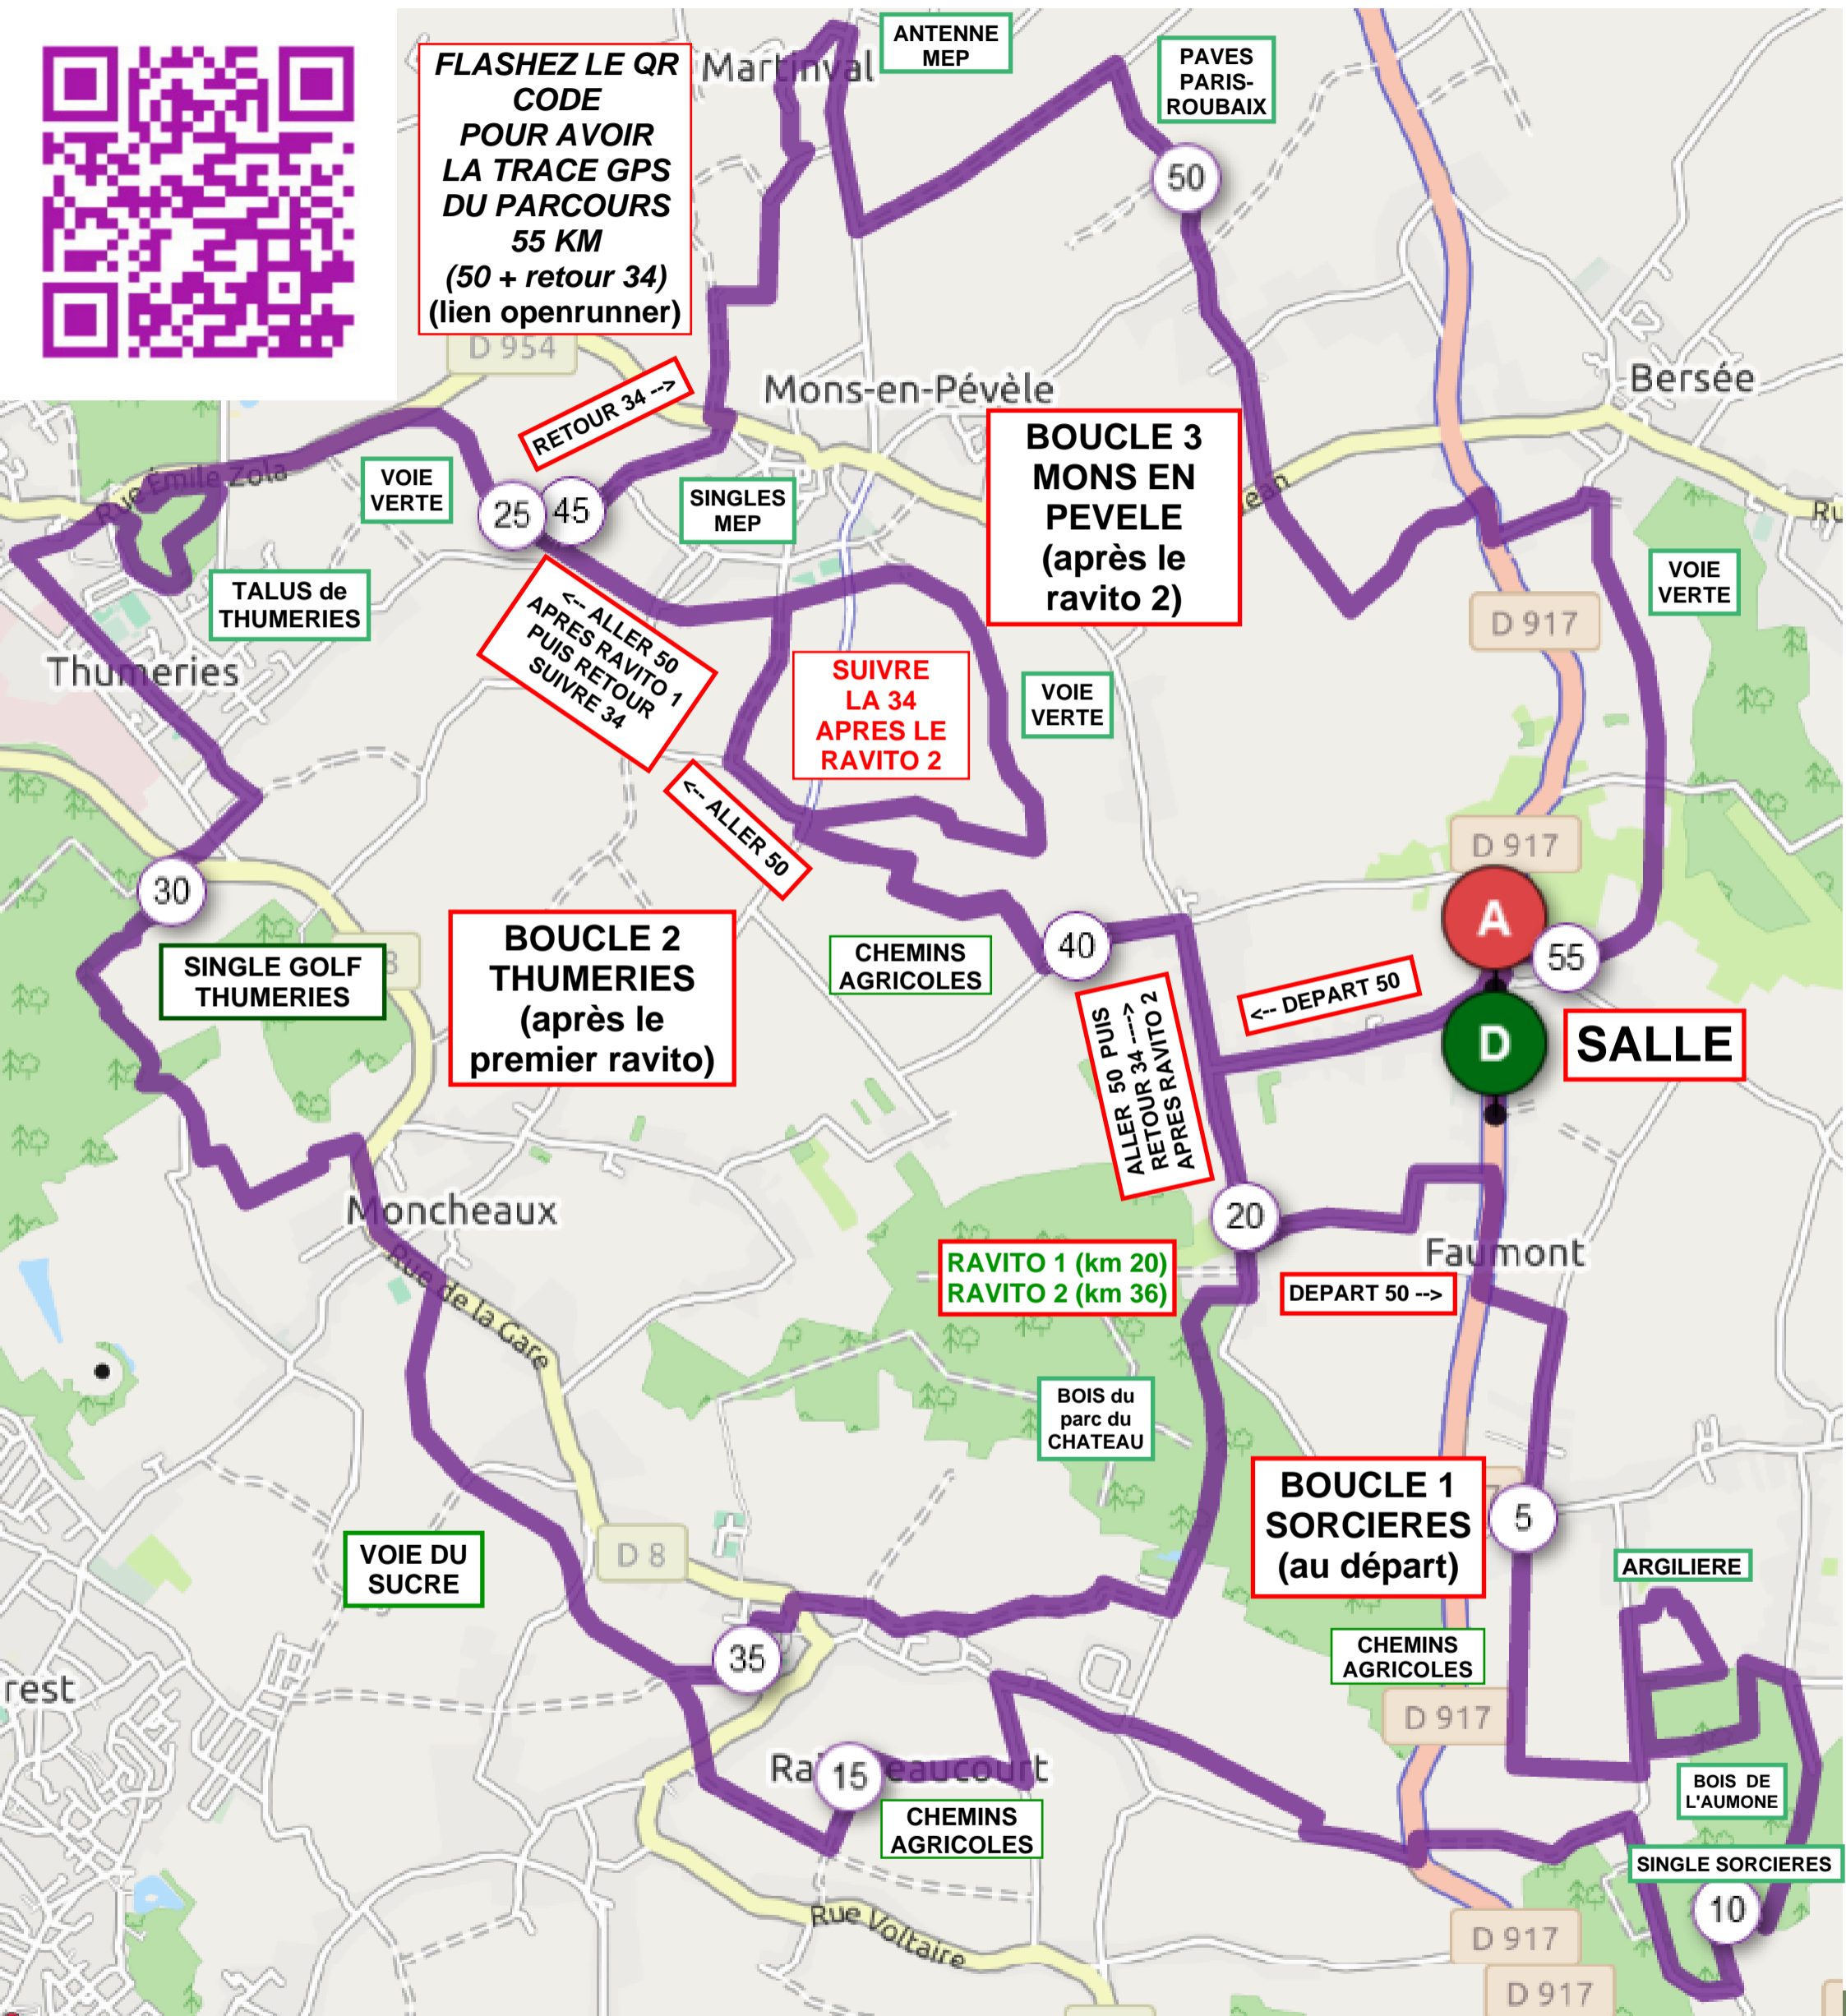 FLASHEZ LE QR
CODE
POUR AVOIR
LA TRACE GPS
DU PARCOURS
55 KM
(50 + retour 34)
(lien openrunner)
Martinval
ANTENNE
MEP
PAVES
PARIS-
ROUBAIX
50
D 954
RETOUR 34 -->
Mons-en-Pévèle
Bersée
BOUCLE 3
MONS EN
PEVELE
(après le
ravito 2)
Rue Émile Zola
VOIE
VERTE
25
45
SINGLES
MEP
VOIE
VERTE
TALUS de
THUMERIES
D 917
Thumeries
<-- ALLER 50
APRES RAVITO 1
PUIS RETOUR
SUIVRE 34
SUIVRE
LA 34
APRES LE
RAVITO 2
VOIE
VERTE
<-- ALLER 50
D 917
30
A
BOUCLE 2
THUMERIES
(après le
premier ravito)
SINGLE GOLF
THUMERIES
CHEMINS
AGRICOLES
40
55
<-- DEPART 50
ALLER 50 PUIS
RETOUR 34 ---->
APRES RAVITO 2
D
SALLE
Moncheaux
20
Faumont
RAVITO 1 (km 20)
RAVITO 2 (km 36)
DEPART 50 -->
Rue de la Gare
BOIS du
parc du
CHATEAU
BOUCLE 1
SORCIERES
(au départ)
5
VOIE DU
SUCRE
D 8
ARGILIERE
35
CHEMINS
AGRICOLES
rest
D 917
15
CHEMINS
AGRICOLES
BOIS DE
L'AUMONE
SINGLE SORCIERES
10
Rue Voltaire
D 917
D 917